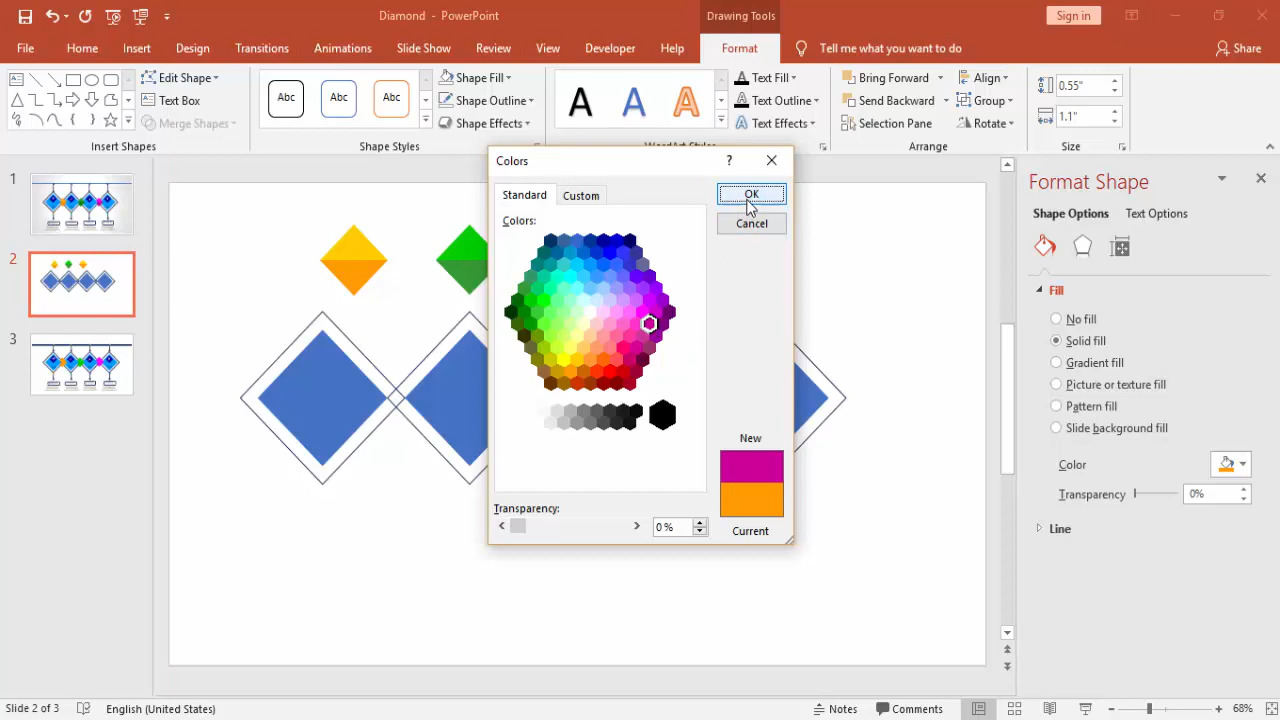 Diamond - PowerPoint
Drawing Tools
Sign in
File
Home
Insert
Design
Transitions
Animations
Slide Show
Review
View
Developer
Help
Format
Tell me what you want to do
Share
Edit Shape
Text Box
Merge Shapes
Insert Shapes
Abc
Abc
Abc
Shape Fill
Shape Outline
Shape Effects
Shape Styles
A
A
A
Text Fill
Text Outline
Text Effects
WordArt Styles
Bring Forward
Send Backward
Selection Pane
Align
Group
Rotate
Arrange
0.55"
1.1"
Size
1
2
3
Colors
?
Standard
Custom
Colors:
OK
Cancel
New
Current
Transparency:
0 %
Format Shape
Shape Options
Text Options
Fill
No fill
Solid fill
Gradient fill
Picture or texture fill
Pattern fill
Slide background fill
Color
Transparency
0%
Line
Slide 2 of 3
English (United States)
Notes
Comments
68%